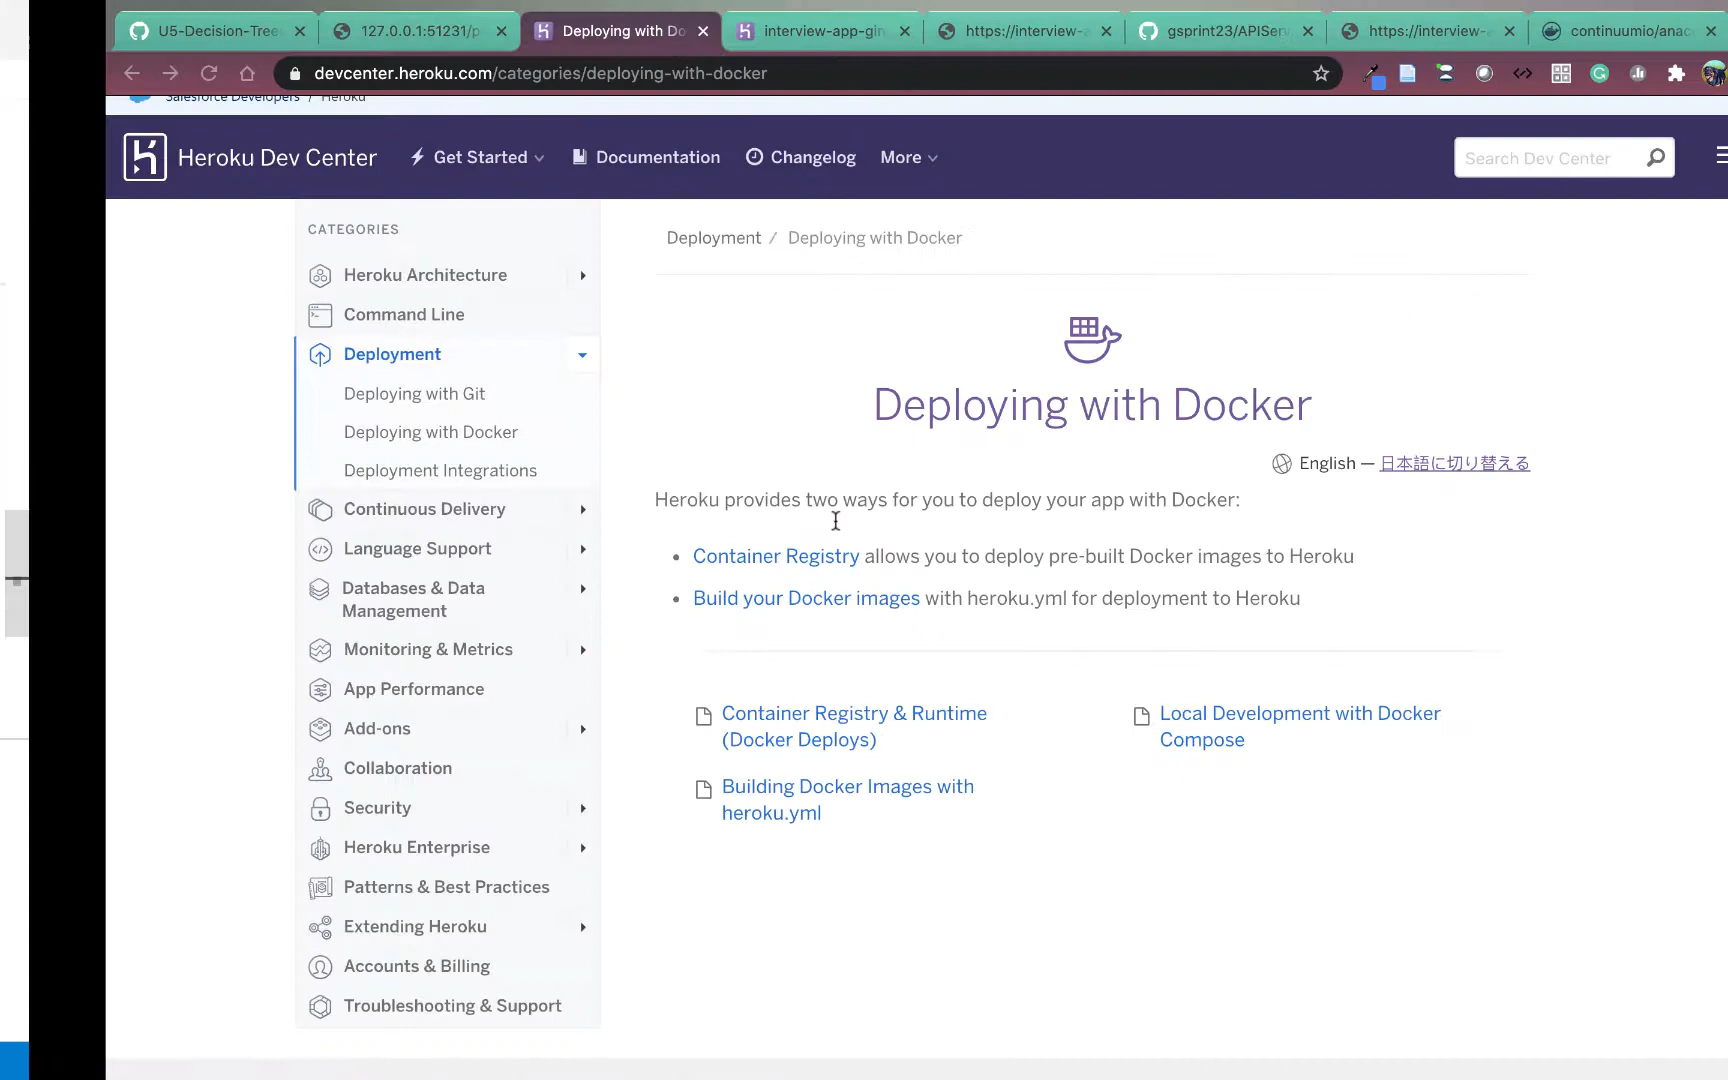 U5-Decision-Tree
127.0.0.1:51231/p
Deploying with Do
interview-app-gin
https://interview-a
gsprint23/APIServ
https://interview-a
continuumio/anac
devcenter.heroku.com/categories/deploying-with-docker
Salesforce Developers / Heroku
Heroku Dev Center
Get Started
Documentation
Changelog
More
Search Dev Center
CATEGORIES
Heroku Architecture
Command Line
Deployment
Deploying with Git
Deploying with Docker
Deployment Integrations
Continuous Delivery
Language Support
Databases & Data
Management
Monitoring & Metrics
App Performance
Add-ons
Collaboration
Security
Heroku Enterprise
Patterns & Best Practices
Extending Heroku
Accounts & Billing
Troubleshooting & Support
Deployment / Deploying with Docker
Deploying with Docker
English — 日本語に切り替える
Heroku provides two ways for you to deploy your app with Docker:
• Container Registry allows you to deploy pre-built Docker images to Heroku
• Build your Docker images with heroku.yml for deployment to Heroku
Container Registry & Runtime
(Docker Deploys)
Building Docker Images with
heroku.yml
Local Development with Docker
Compose